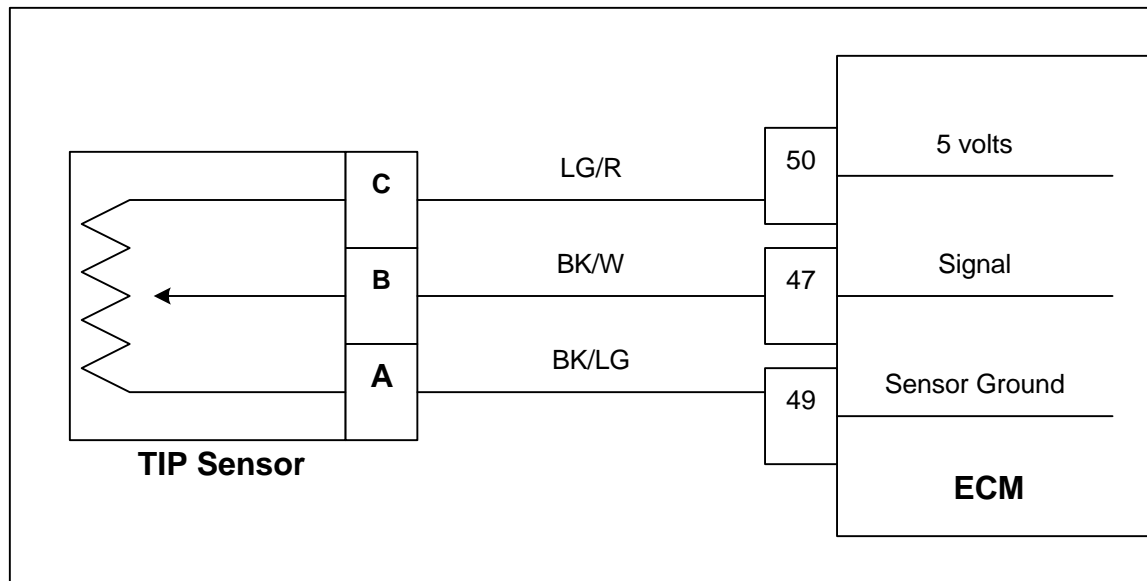 C
LG/R
50
5 volts
B
BK/W
47
Signal
A
BK/LG
49
Sensor Ground
TIP Sensor
ECM